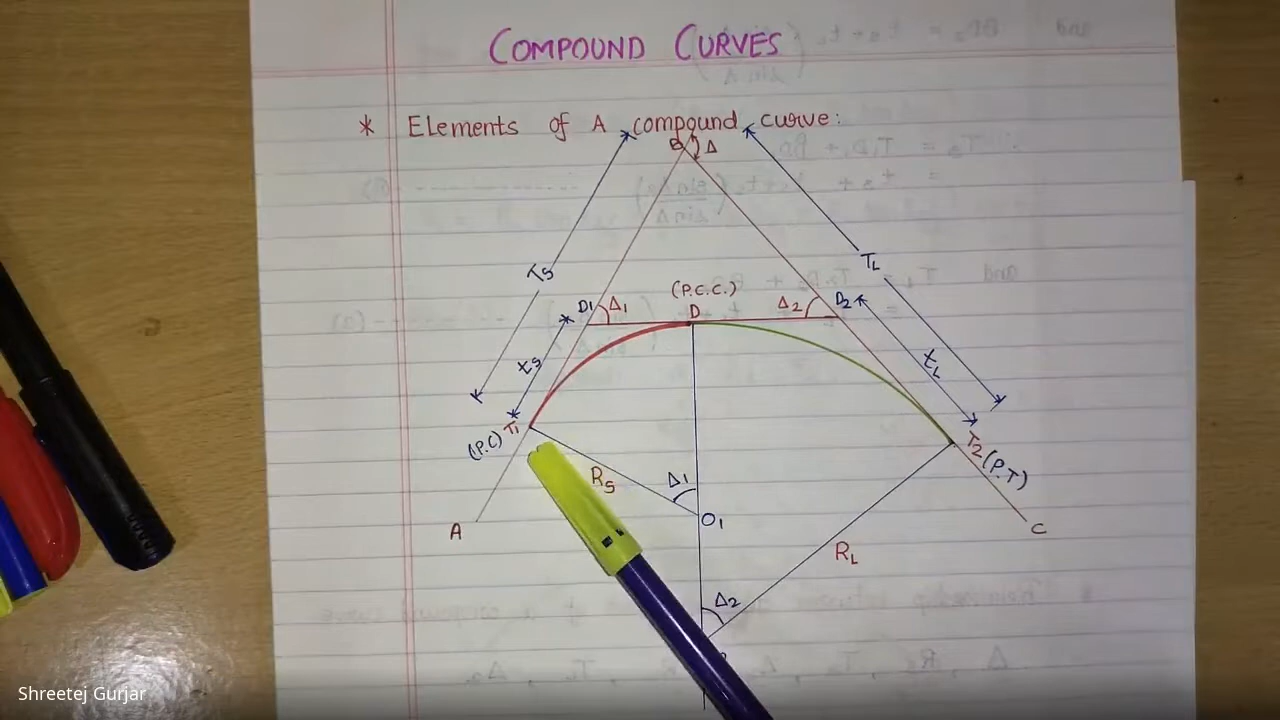 COMPOUND CURVES
* Elements of A compound curve:
B Δ
TS
TL
(P.C.C.)
D1 Δ1
D
Δ2 D2
tS
tL
(P.C) T1
T2 (P.T)
RS
Δ1
O1
A
C
RL
Δ2
Shreetej Gurjar